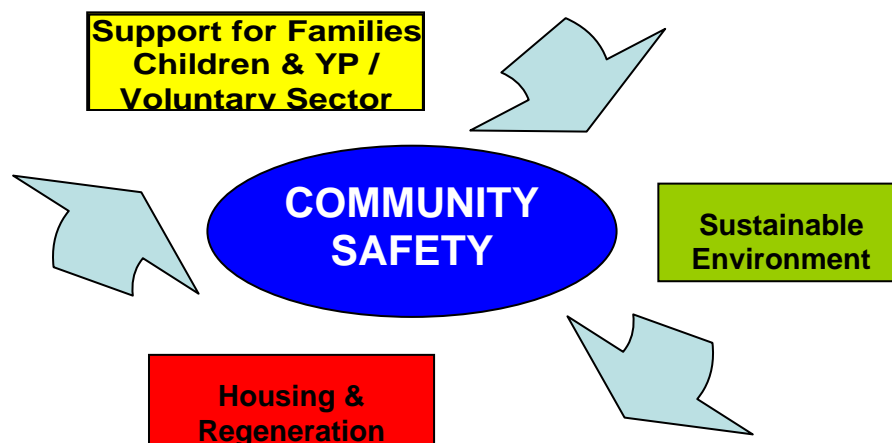 Support for Families
Children & YP /
Voluntary Sector
COMMUNITY
SAFETY
Sustainable
Environment
Housing &
Regeneration